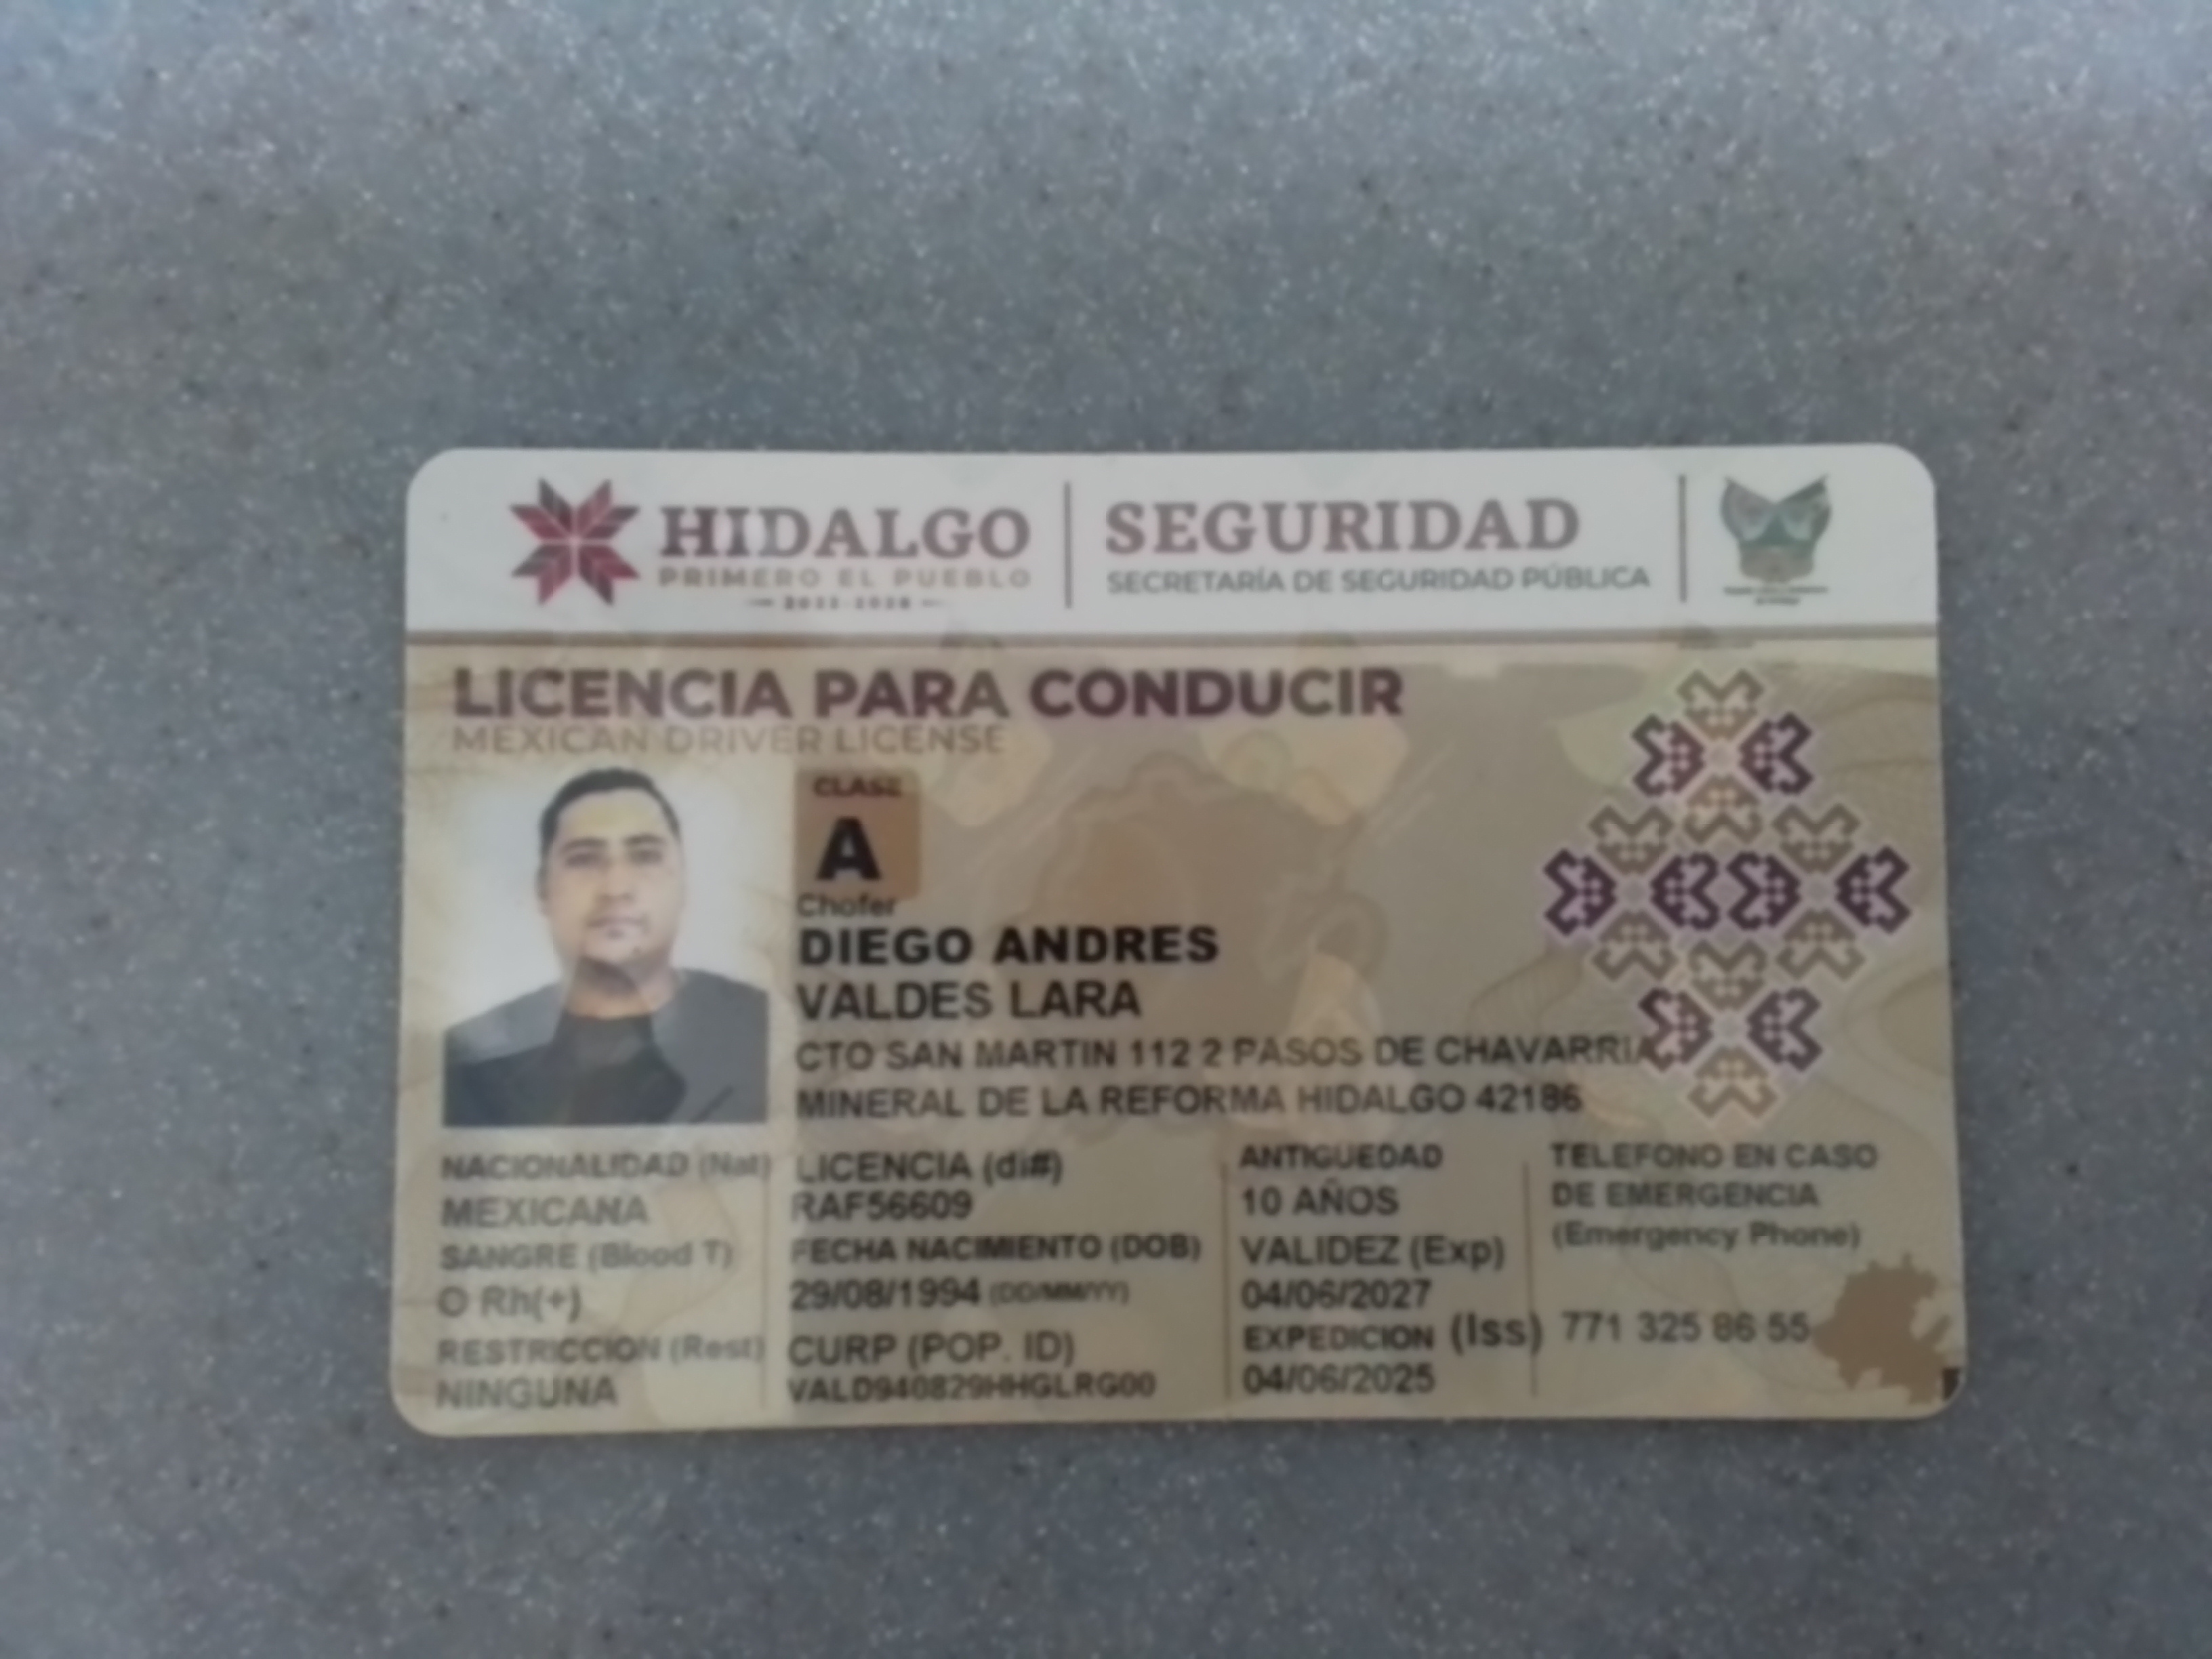 HIDALGO
PRIMERO EL PUEBLO
2022-2028
SEGURIDAD
SECRETARÍA DE SEGURIDAD PÚBLICA
LICENCIA PARA CONDUCIR
MEXICAN DRIVER LICENSE
CLASE
A
Chofer
DIEGO ANDRES
VALDES LARA
CTO SAN MARTIN 112 2 PASOS DE CHAVARRIA
MINERAL DE LA REFORMA HIDALGO 42186
NACIONALIDAD (Nat)
MEXICANA
SANGRE (Blood T)
O Rh(+)
RESTRICCION (Rest)
NINGUNA
LICENCIA (dl#)
RAF56609
FECHA NACIMIENTO (DOB)
29/08/1994 (DD/MM/YY)
CURP (POP. ID)
VALD940829HHGLRG00
ANTIGUEDAD
10 AÑOS
VALIDEZ (Exp)
04/06/2027
EXPEDICION (Iss)
04/06/2025
TELEFONO EN CASO
DE EMERGENCIA
(Emergency Phone)
771 325 86 55